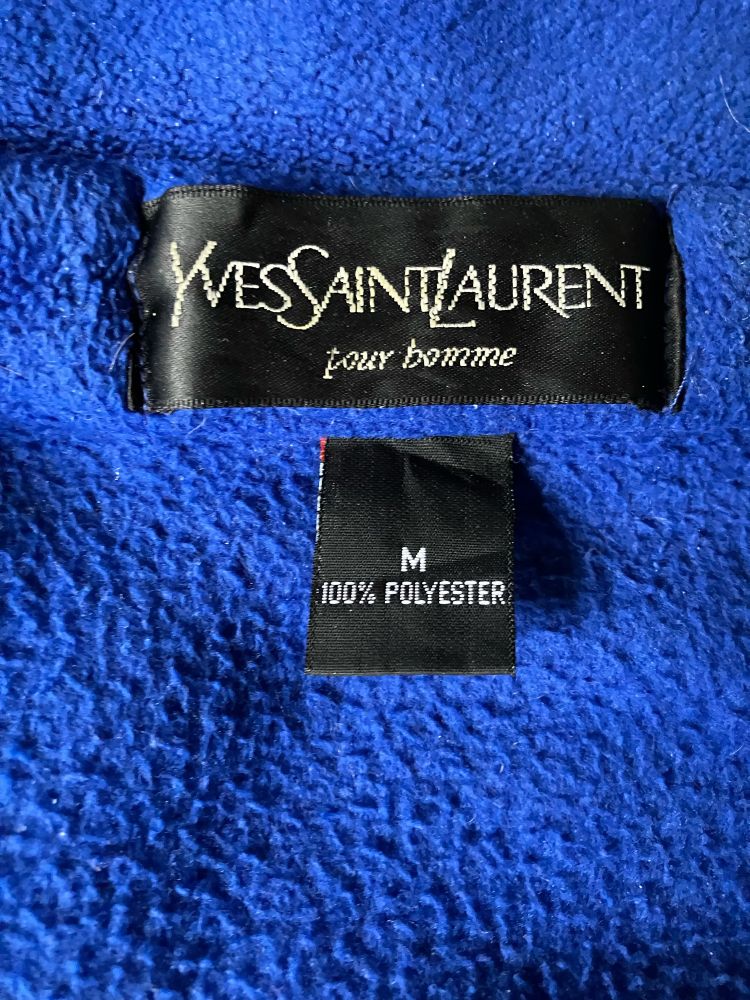 YVESSAINTLAURENT
pour homme
M
100% POLYESTER